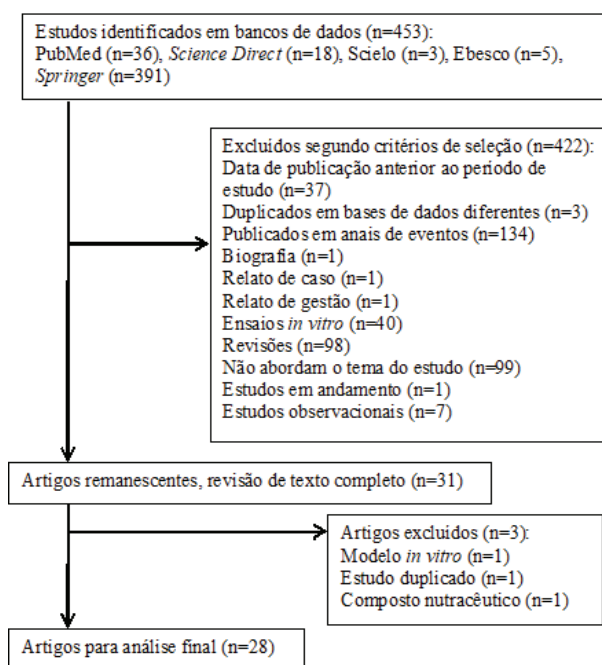 Estudos identificados em bancos de dados (n=453):
PubMed (n=36), Science Direct (n=18), Scielo (n=3), Ebesco (n=5),
Springer (n=391)
Excluidos segundo critérios de seleção (n=422):
Data de publicação anterior ao período de
estudo (n=37)
Duplicados em bases de dados diferentes (n=3)
Publicados em anais de eventos (n=134)
Biografia (n=1)
Relato de caso (n=1)
Relato de gestão (n=1)
Ensaios in vitro (n=40)
Revisões (n=98)
Não abordam o tema do estudo (n=99)
Estudos em andamento (n=1)
Estudos observacionais (n=7)
Artigos remanescentes, revisão de texto completo (n=31)
Artigos excluídos (n=3):
Modelo in vitro (n=1)
Estudo duplicado (n=1)
Composto nutracêutico (n=1)
Artigos para análise final (n=28)